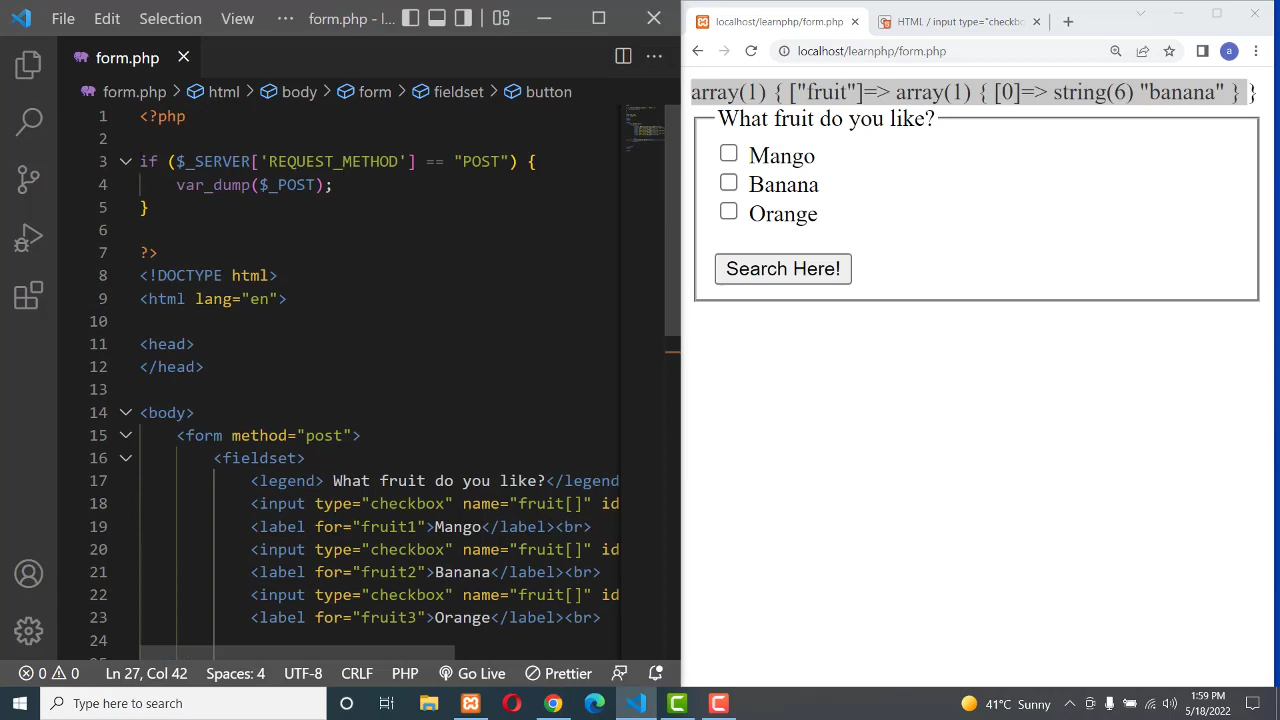 File Edit Selection View ··· form.php - l...
form.php
form.php > html > body > form > fieldset > button
1 <?php
2
3 if ($_SERVER['REQUEST_METHOD'] == "POST") {
4 var_dump($_POST);
5 }
6
7 ?>
8 <!DOCTYPE html>
9 <html lang="en">
10
11 <head>
12 </head>
13
14 <body>
15 <form method="post">
16 <fieldset>
17 <legend> What fruit do you like?</legend
18 <input type="checkbox" name="fruit[]" id
19 <label for="fruit1">Mango</label><br>
20 <input type="checkbox" name="fruit[]" id
21 <label for="fruit2">Banana</label><br>
22 <input type="checkbox" name="fruit[]" id
23 <label for="fruit3">Orange</label><br>
24
0 0 Ln 27, Col 42 Spaces: 4 UTF-8 CRLF PHP Go Live Prettier
localhost/learnphp/form.php
HTML / input type="checkbo
localhost/learnphp/form.php
a
array(1) { ["fruit"]=> array(1) { [0]=> string(6) "banana" } }
What fruit do you like?
Mango
Banana
Orange
Search Here!
Type here to search
41°C Sunny
1:59 PM
5/18/2022